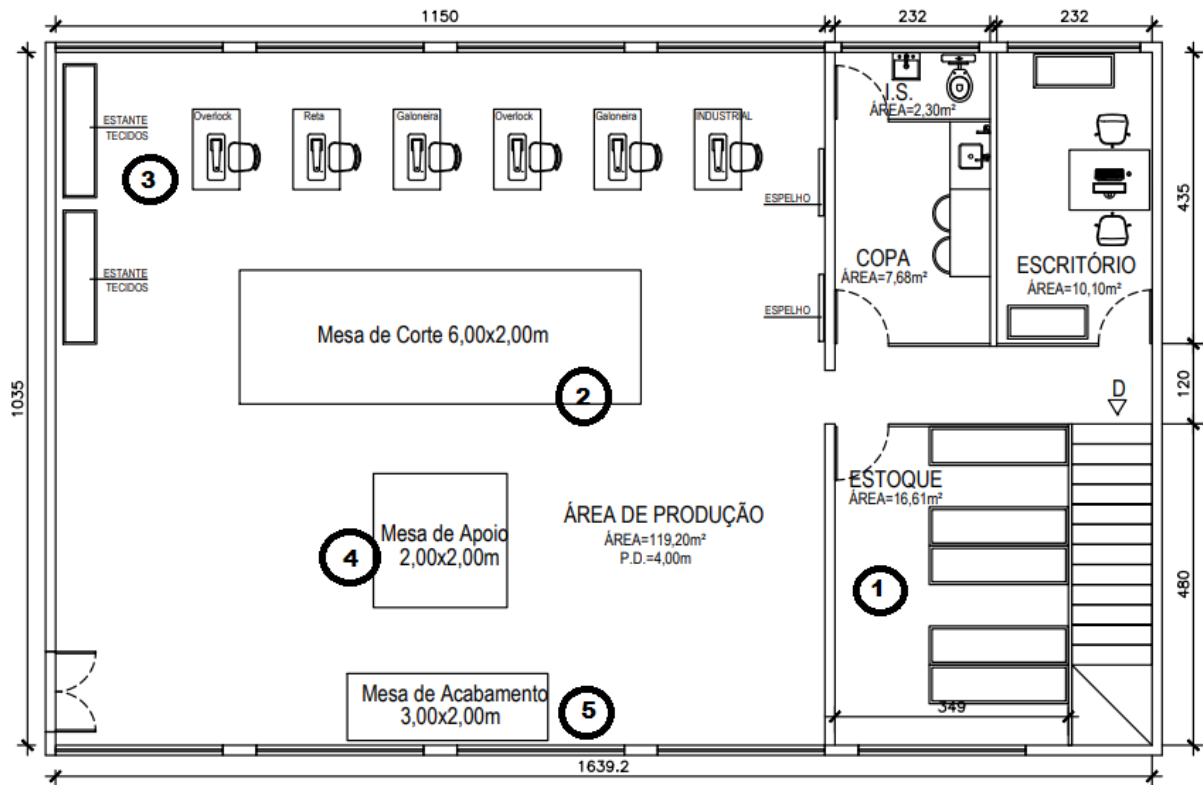 1150
232
232
ESTANTE
TECIDOS
Overlock
Reta
Galoneira
Overlock
Galoneira
INDUSTRIAL
I.S.
ÁREA=2,30m²
3
ESPELHO
435
COPA
ÁREA=7,68m²
ESCRITÓRIO
ÁREA=10,10m²
ESTANTE
TECIDOS
ESPELHO
Mesa de Corte 6,00x2,00m
2
1035
120
D
ESTOQUE
ÁREA=16,61m²
ÁREA DE PRODUÇÃO
ÁREA=119,20m²
P.D.=4,00m
Mesa de Apoio
2,00x2,00m
4
1
480
Mesa de Acabamento
3,00x2,00m
5
349
1639.2